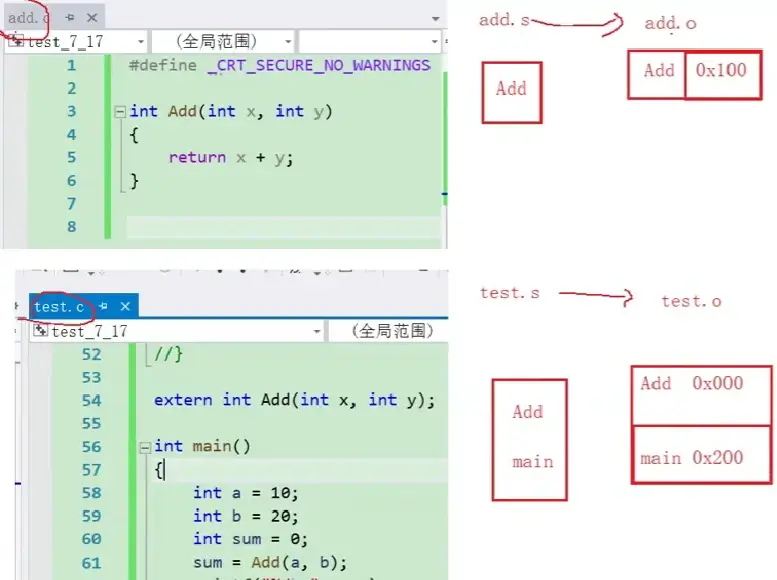 add.c
test_7_17
(全局范围)
1 #define _CRT_SECURE_NO_WARNINGS
2
3 int Add(int x, int y)
4 {
5 return x + y;
6 }
7
8
add.s
add.o
Add
Add 0x100
test.c
test_7_17
(全局范围)
52 //}
53
54 extern int Add(int x, int y);
55
56 int main()
57 {
58 int a = 10;
59 int b = 20;
60 int sum = 0;
61 sum = Add(a, b);
test.s
test.o
Add
main
Add 0x000
main 0x200